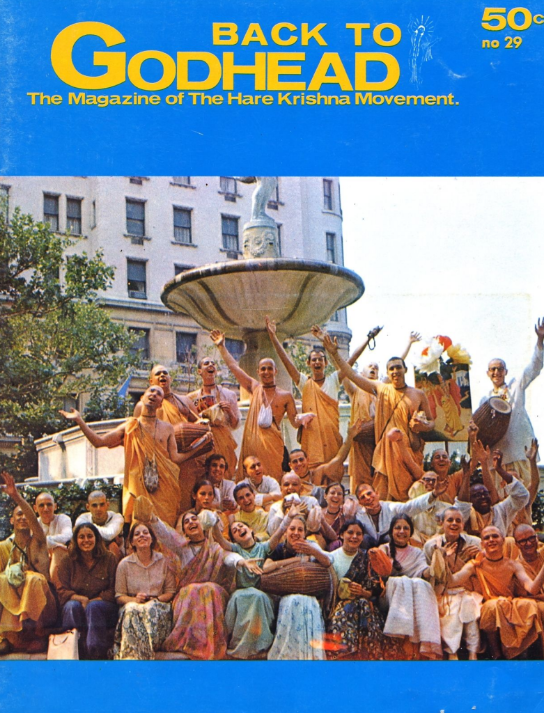 BACK TO
GODHEAD
The Magazine of The Hare Krishna Movement.
50c
no 29